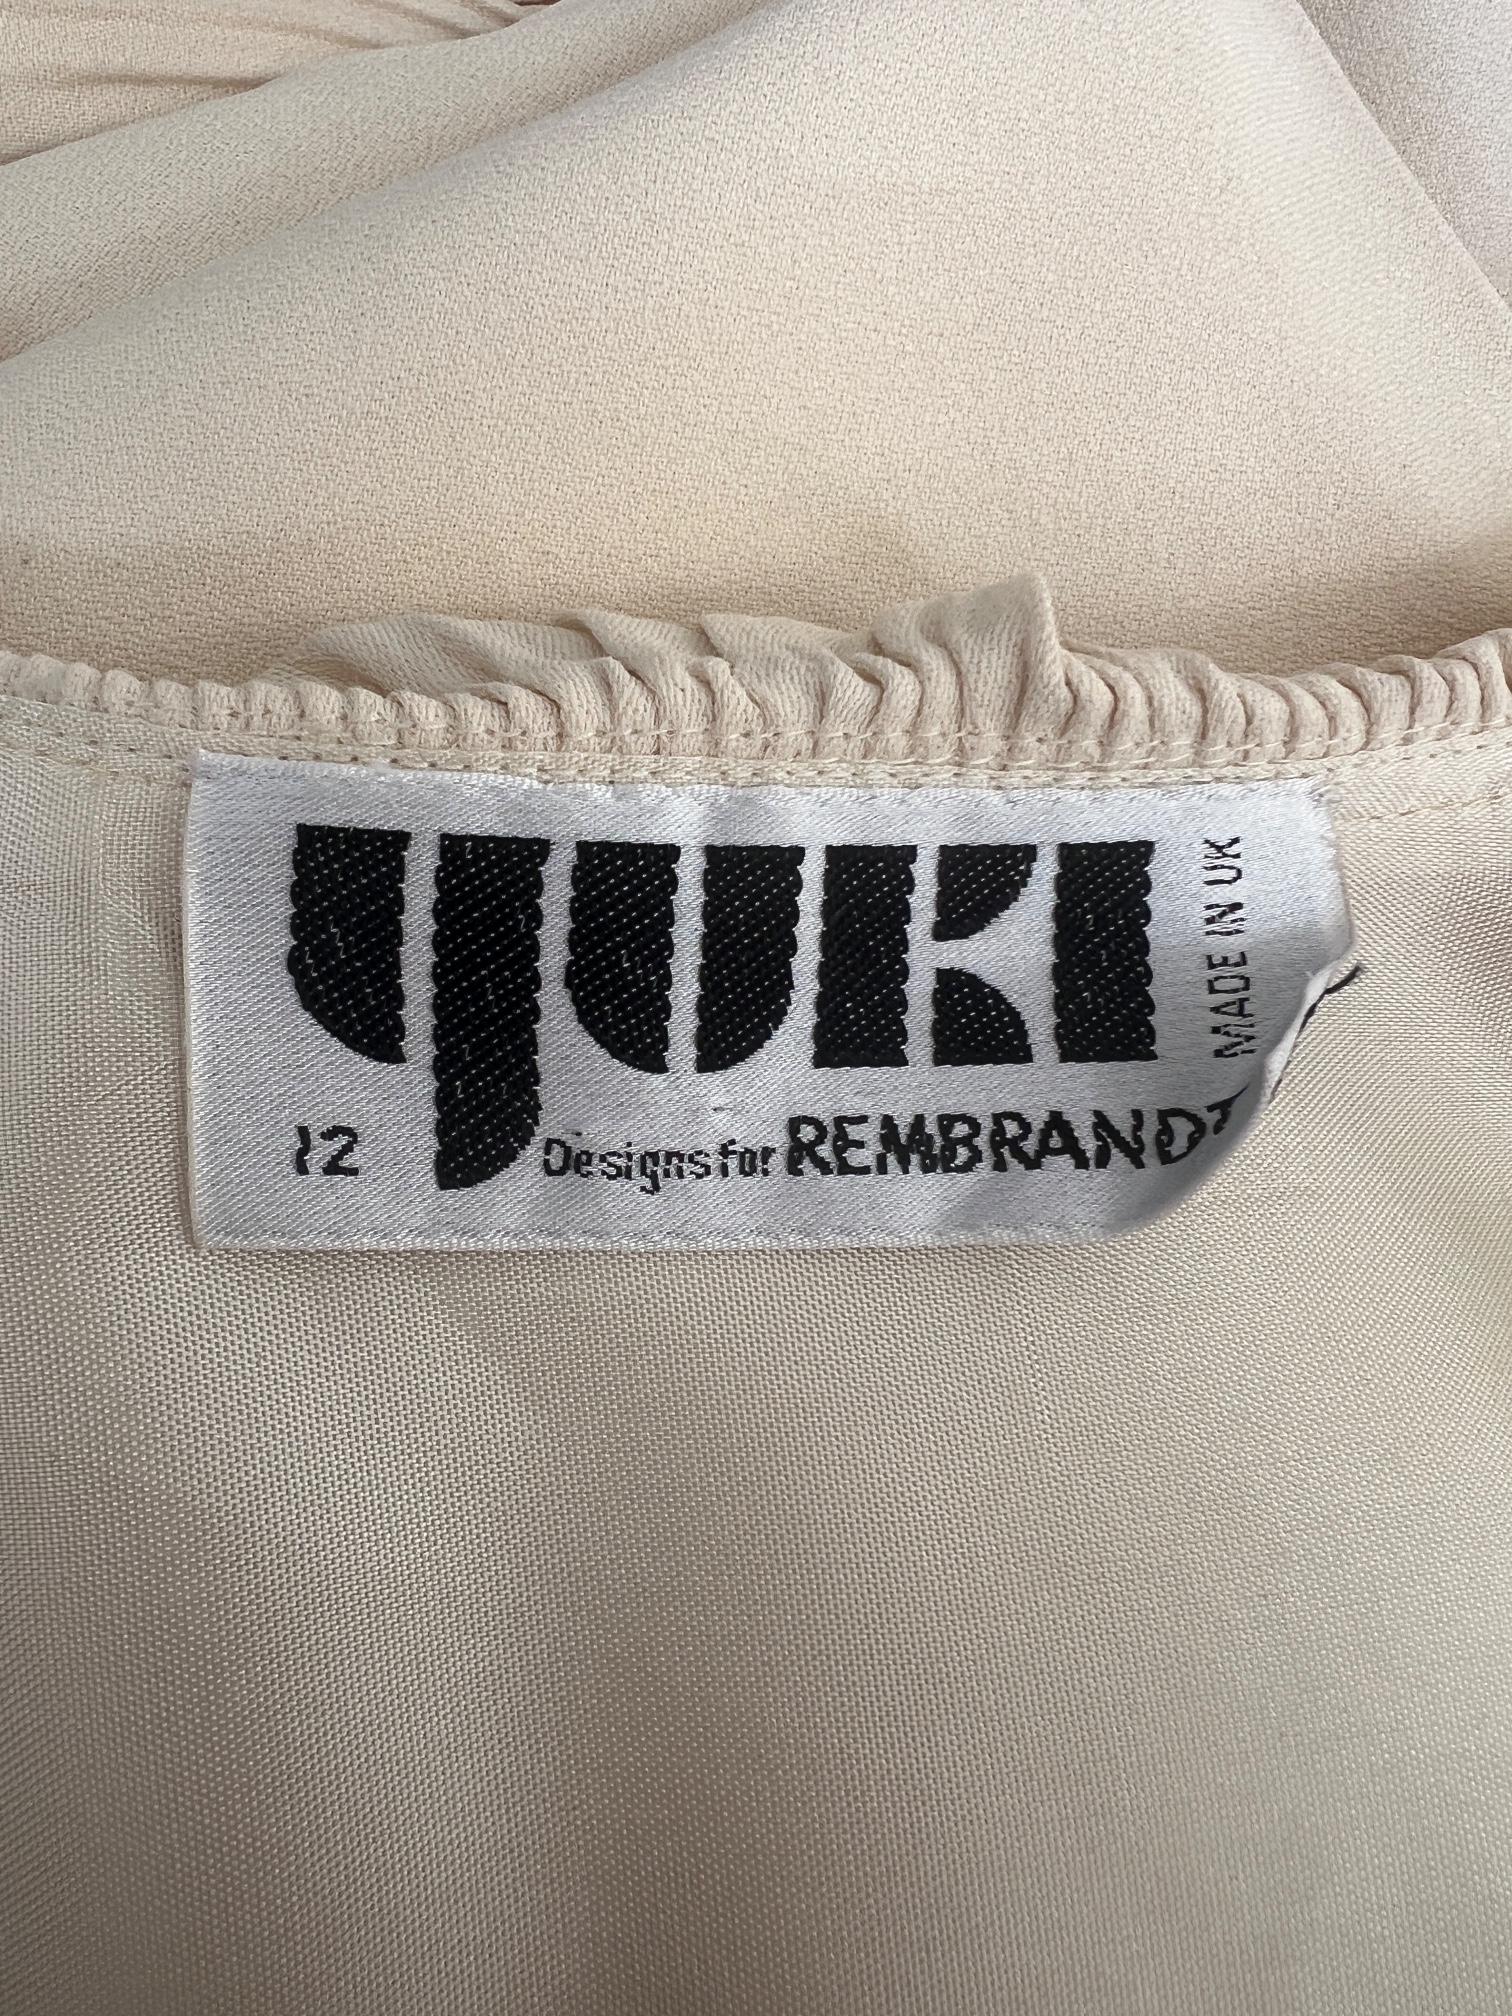 YUKI
MADE IN UK
12
Designs for REMBRANDT